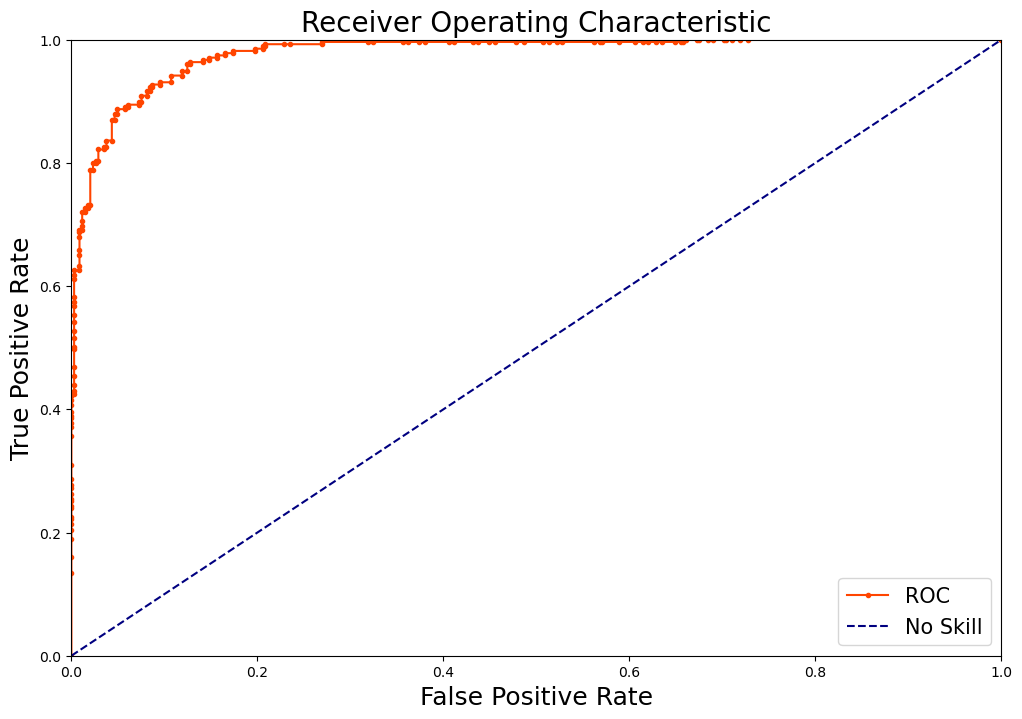 Receiver Operating Characteristic
True Positive Rate
1.0
0.8
0.6
0.4
0.2
0.0
0.0 0.2 0.4 0.6 0.8 1.0
False Positive Rate
ROC
No Skill